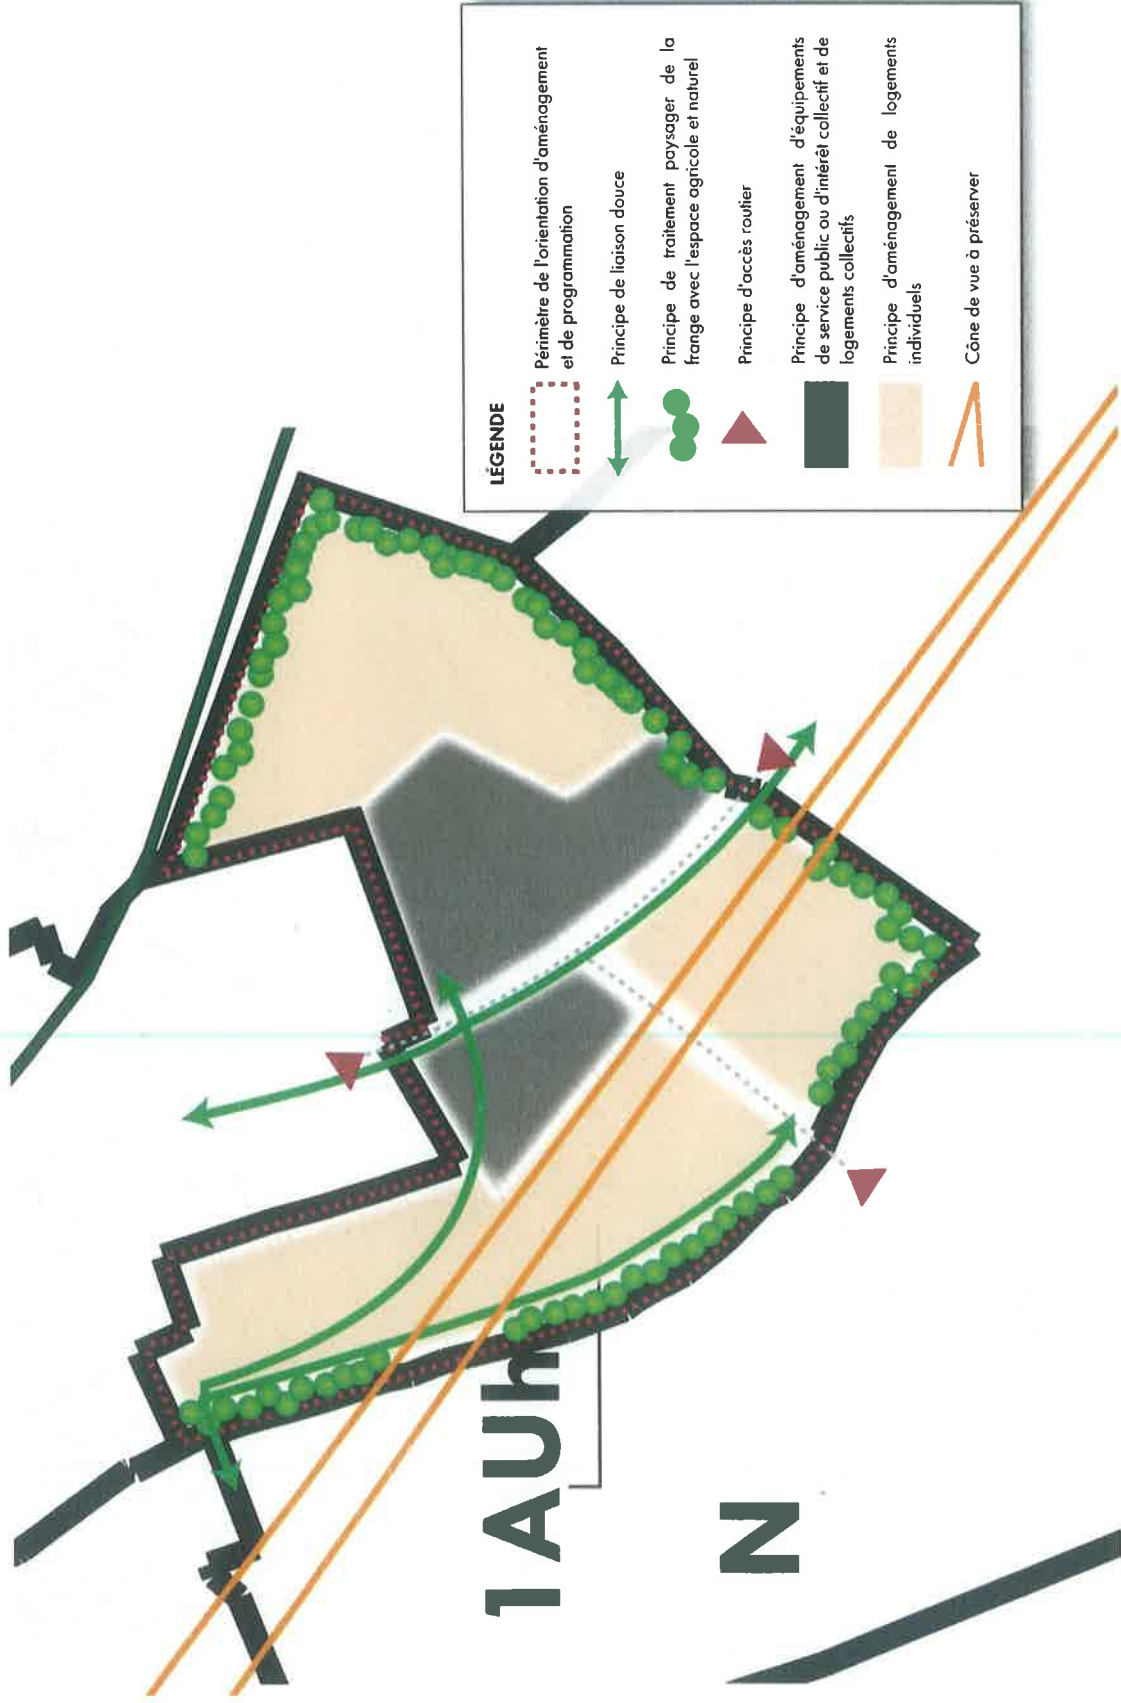 1AUh
N
LÉGENDE
Périmètre de l'orientation d'aménagement
et de programmation
Principe de liaison douce
Principe de traitement paysager de la
frange avec l'espace agricole et naturel
Principe d'accès routier
Principe d'aménagement d'équipements
de service public ou d'intérêt collectif et de
logements collectifs
Principe d'aménagement de logements
individuels
Cône de vue à préserver